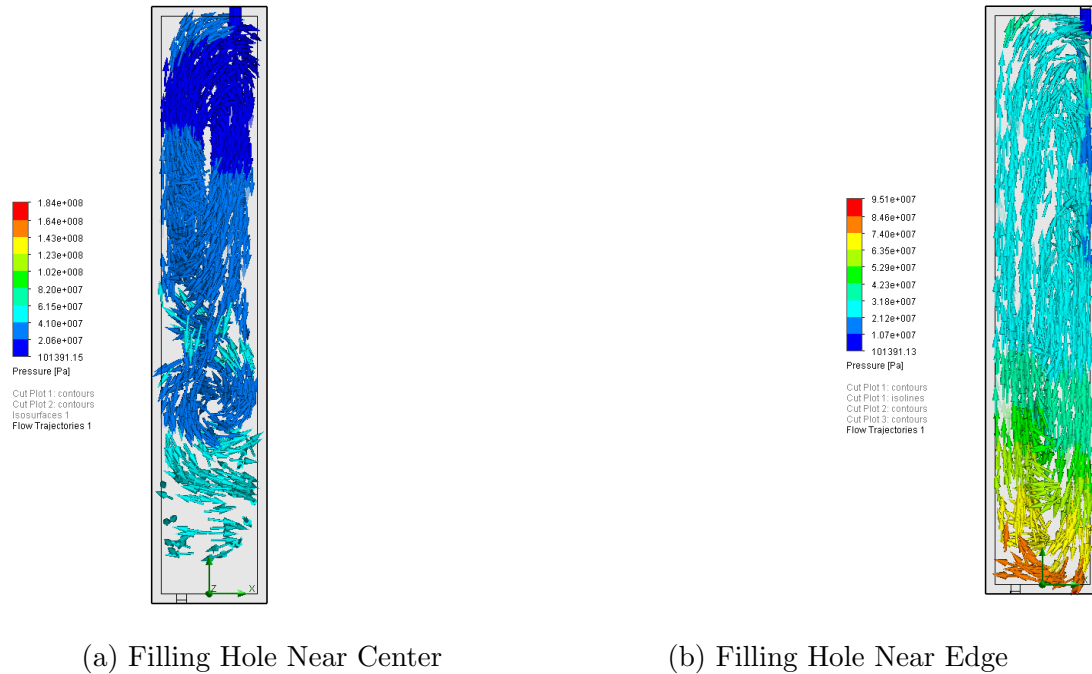 1.84e+008
1.64e+008
1.43e+008
1.23e+008
1.02e+008
8.20e+007
6.15e+007
4.10e+007
2.06e+007
101391.15
Pressure [Pa]
Cut Plot 1: contours
Cut Plot 2: contours
Isosurfaces 1
Flow Trajectories 1
Z
X
(a) Filling Hole Near Center
9.51e+007
8.46e+007
7.40e+007
6.35e+007
5.29e+007
4.23e+007
3.18e+007
2.12e+007
1.07e+007
101391.13
Pressure [Pa]
Cut Plot 1: contours
Cut Plot 1: isolines
Cut Plot 2: contours
Cut Plot 3: contours
Flow Trajectories 1
(b) Filling Hole Near Edge